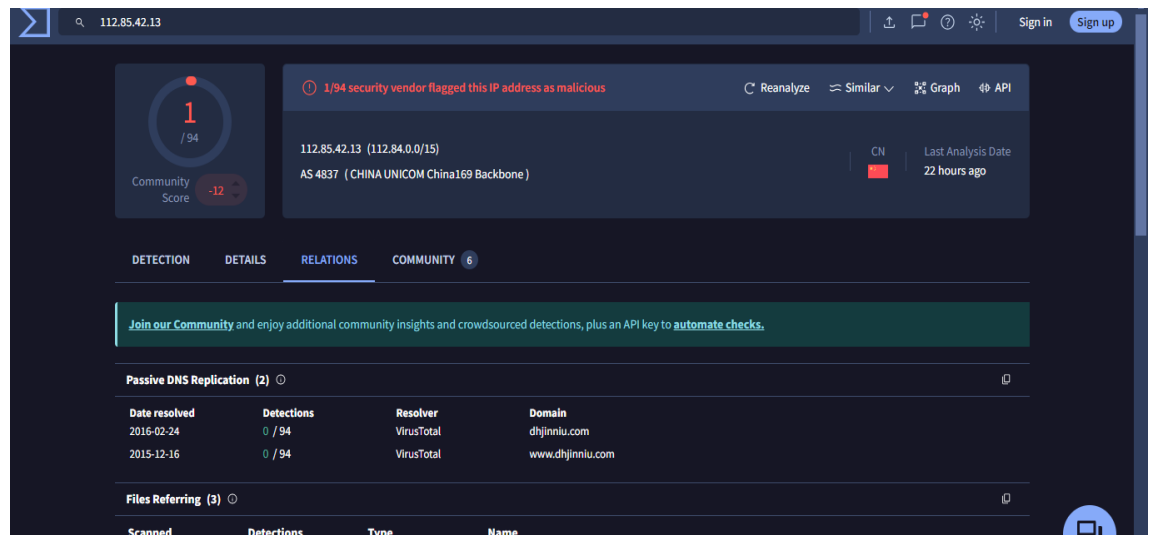 112.85.42.13
Sign in
Sign up
1
/ 94
Community Score
-12
1/94 security vendor flagged this IP address as malicious
Reanalyze
Similar
Graph
API
112.85.42.13 (112.84.0.0/15)
AS 4837 ( CHINA UNICOM China169 Backbone )
CN
Last Analysis Date
22 hours ago
DETECTION DETAILS RELATIONS COMMUNITY 6
Join our Community and enjoy additional community insights and crowdsourced detections, plus an API key to automate checks.
Passive DNS Replication (2)
Date resolved Detections Resolver Domain
2016-02-24 0 / 94 VirusTotal dhjinniu.com
2015-12-16 0 / 94 VirusTotal www.dhjinniu.com
Files Referring (3)
Scanned Detections Type Name